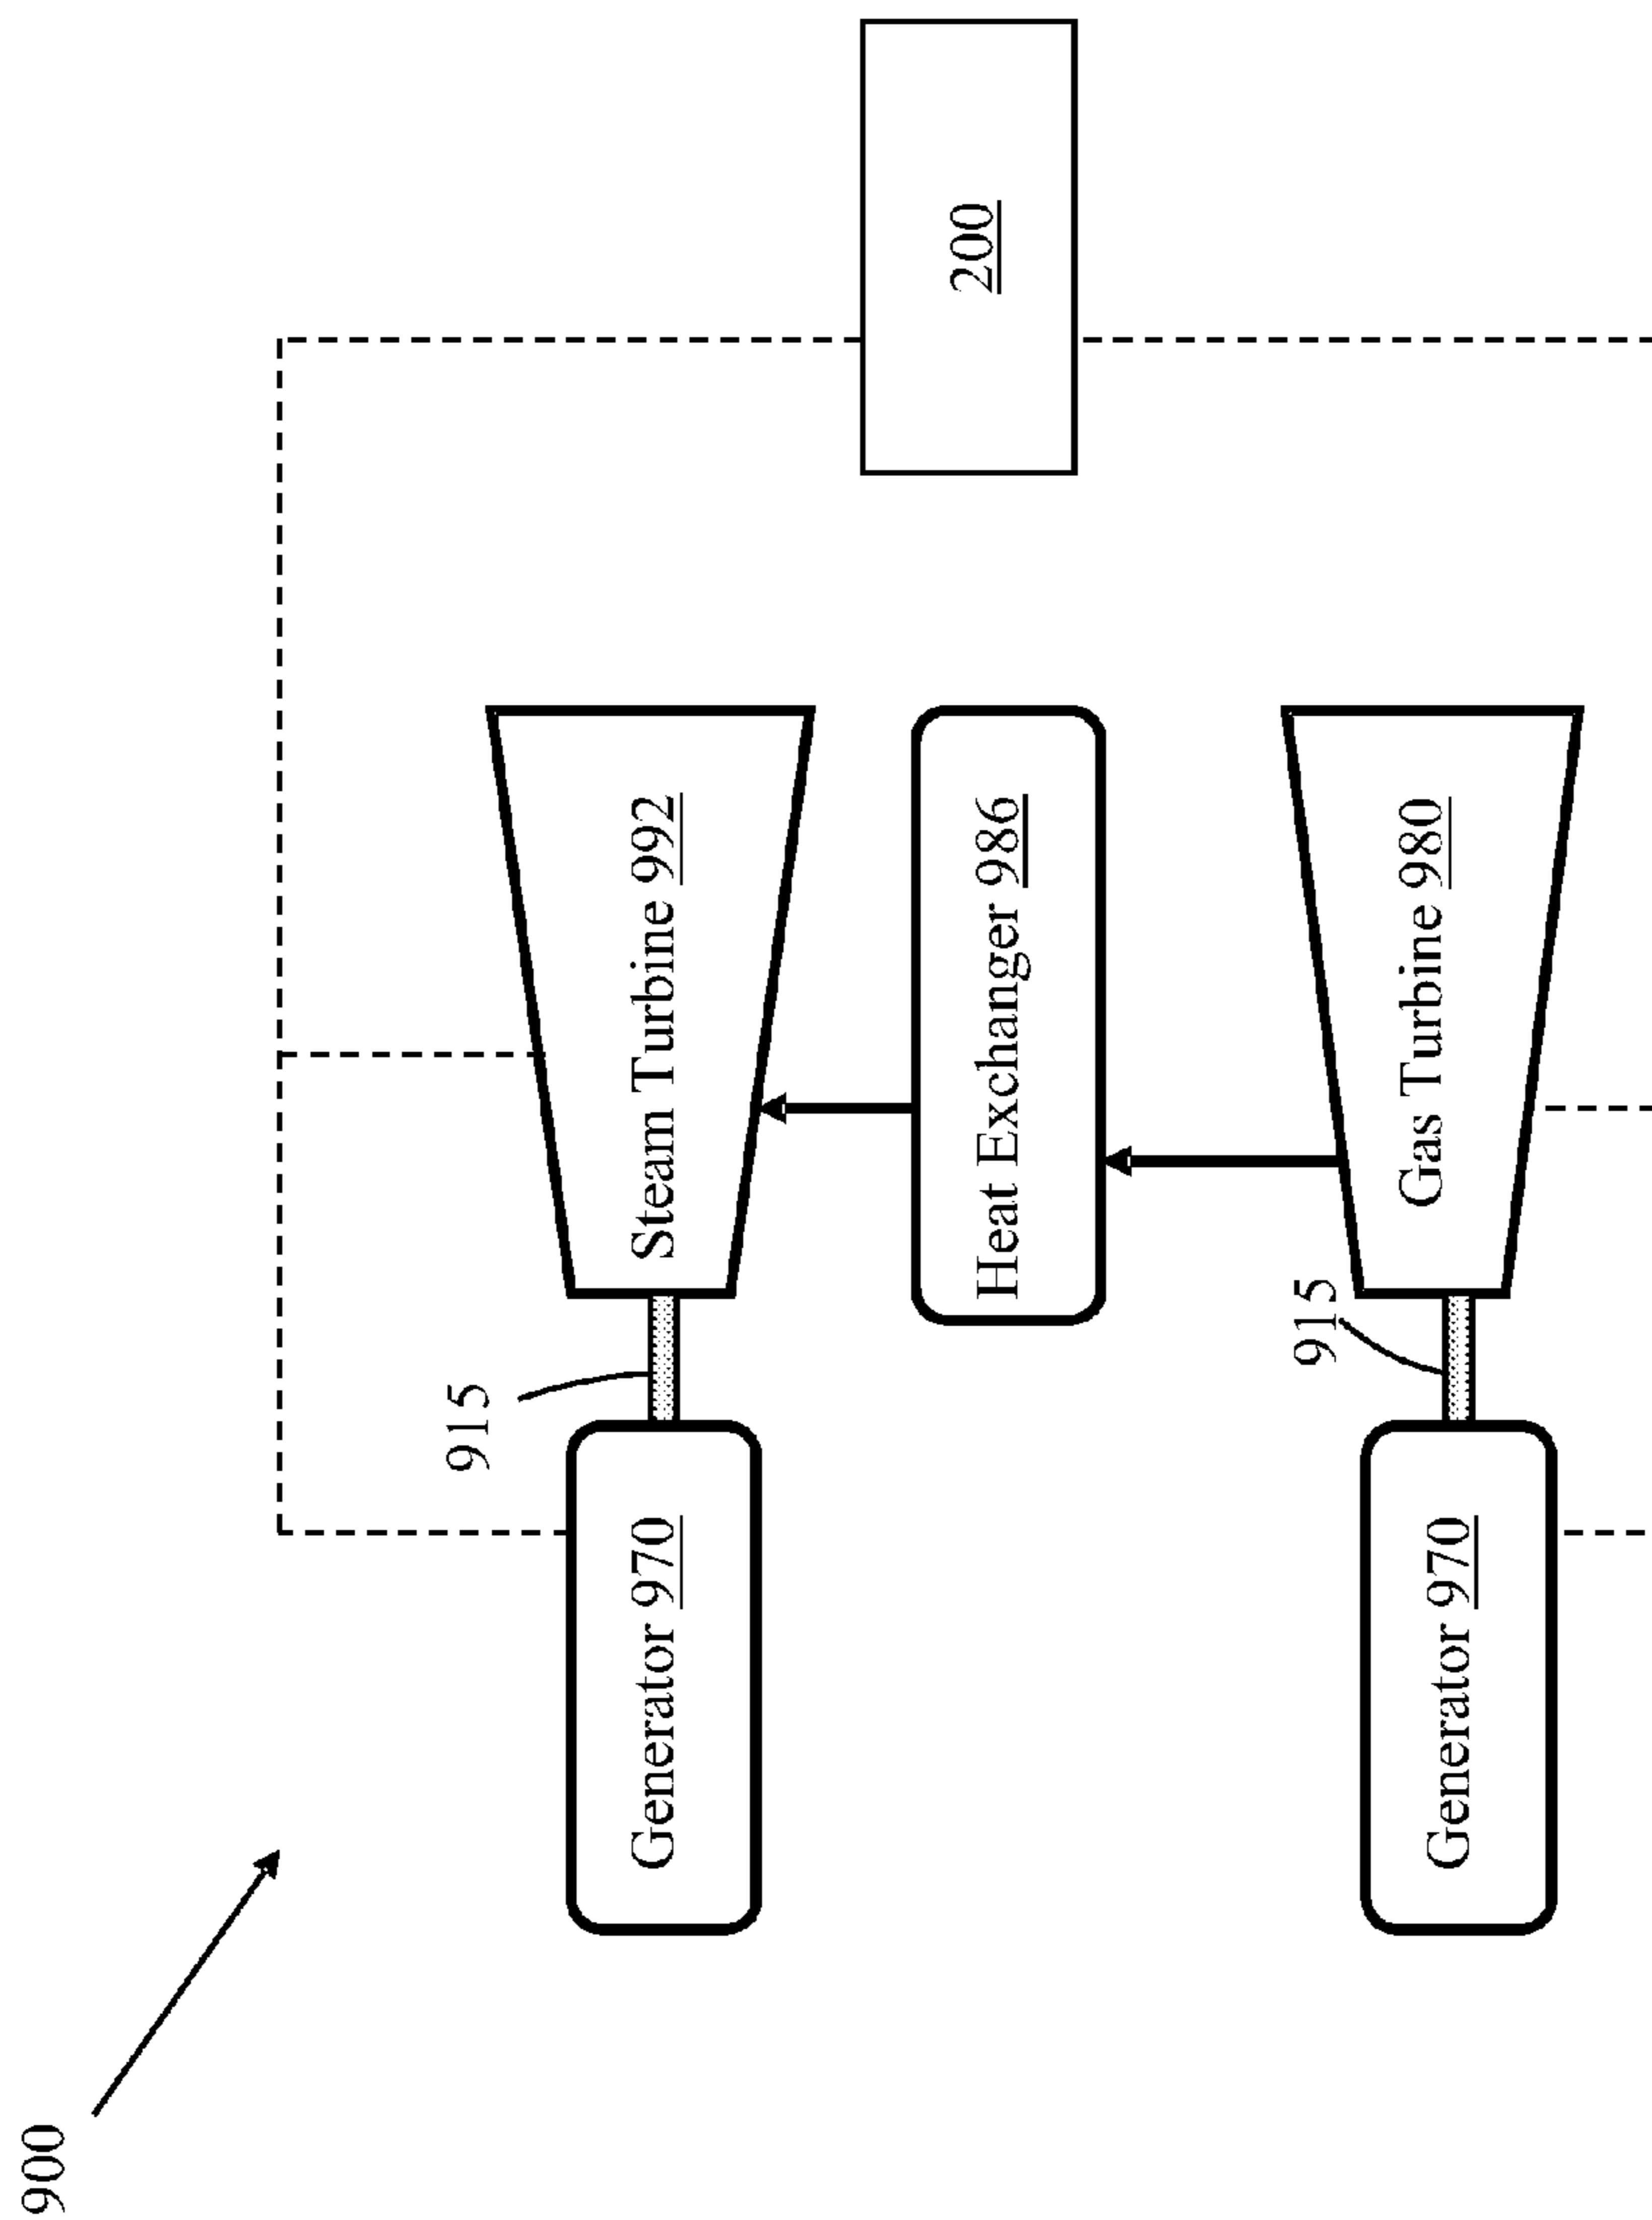 900
915
Generator 970
Steam Turbine 992
Heat Exchanger 986
200
915
Generator 970
Gas Turbine 980